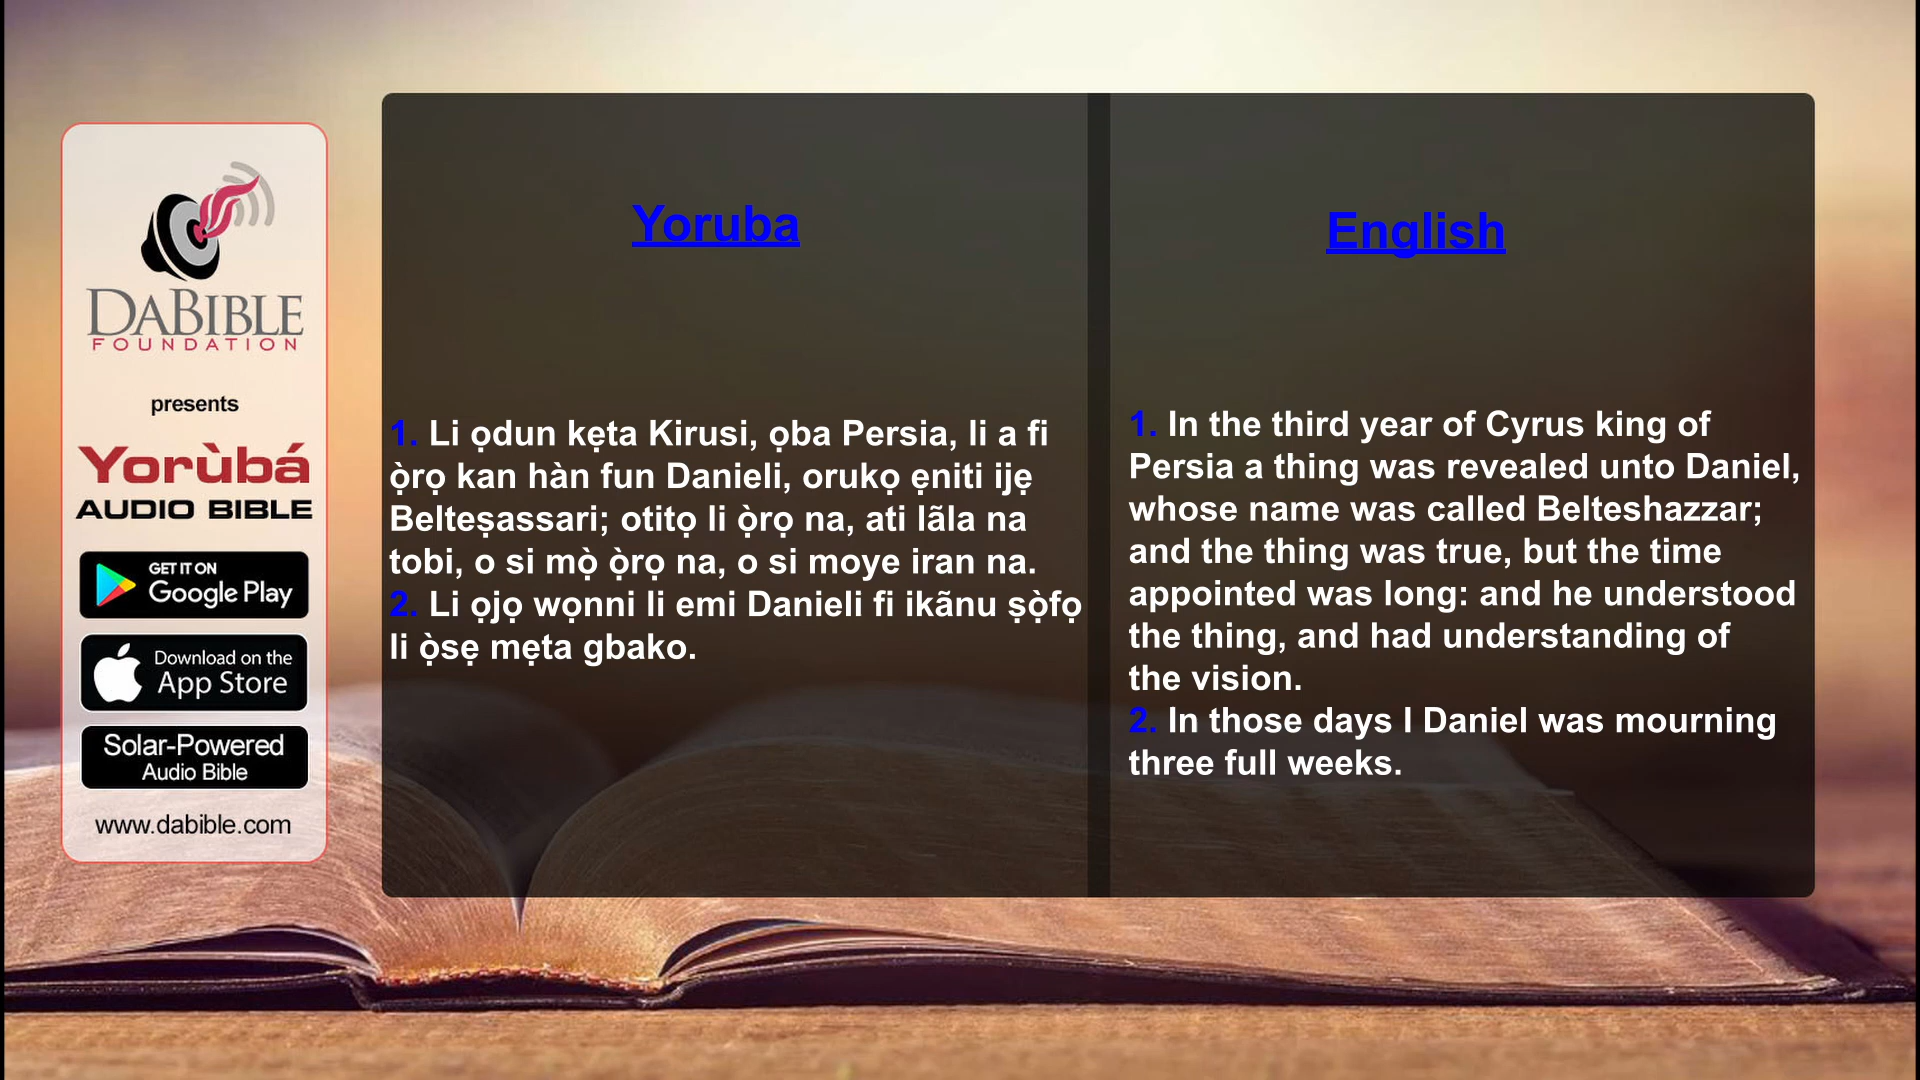 DABIBLE
FOUNDATION
presents
Yorùbá
AUDIO BIBLE
GET IT ON
Google Play
Download on the
App Store
Solar-Powered
Audio Bible
www.dabible.com
Yoruba
1. Li ọdun kẹta Kirusi, ọba Persia, li a fi
ọ̀rọ kan hàn fun Danieli, orukọ ẹniti ijẹ
Belteṣassari; otitọ li ọ̀rọ na, ati lãla na
tobi, o si mọ̀ ọ̀rọ na, o si moye iran na.
2. Li ọjọ wọnni li emi Danieli fi ikãnu ṣọ̀fọ
li ọ̀sẹ mẹta gbako.
English
1. In the third year of Cyrus king of
Persia a thing was revealed unto Daniel,
whose name was called Belteshazzar;
and the thing was true, but the time
appointed was long: and he understood
the thing, and had understanding of
the vision.
2. In those days I Daniel was mourning
three full weeks.